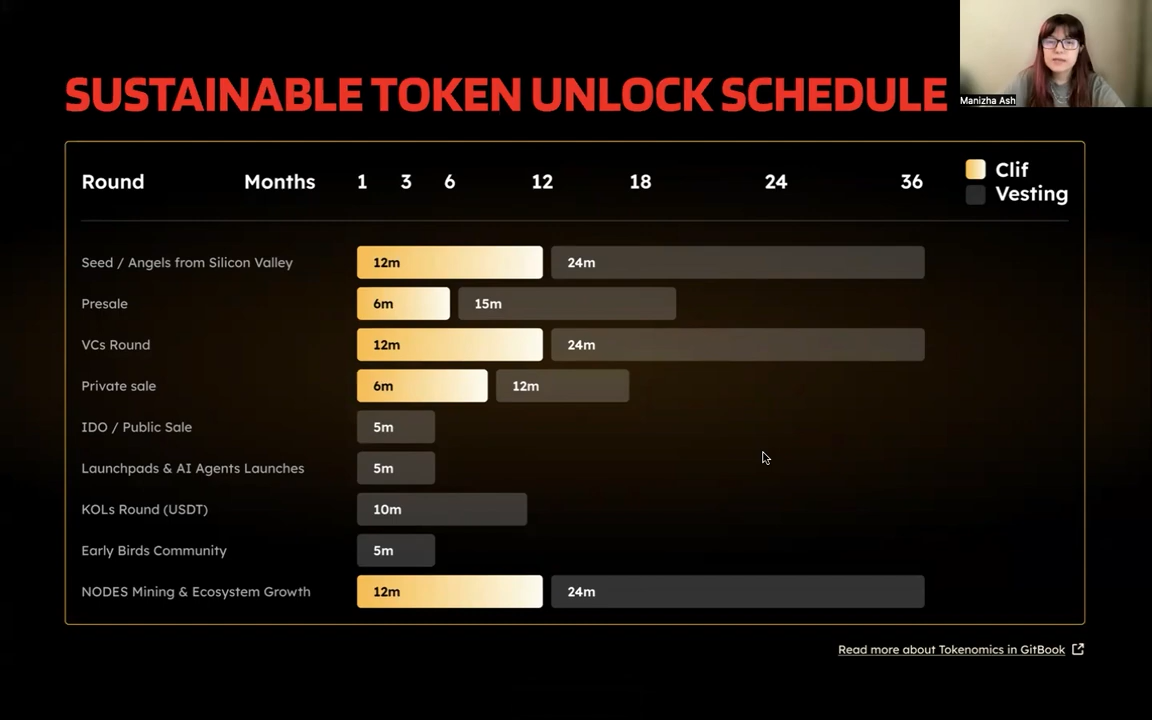 SUSTAINABLE TOKEN UNLOCK SCHEDULE
Manizha Ash
Round Months 1 3 6 12 18 24 36
Clif
Vesting
Seed / Angels from Silicon Valley 12m 24m
Presale 6m 15m
VCs Round 12m 24m
Private sale 6m 12m
IDO / Public Sale 5m
Launchpads & AI Agents Launches 5m
KOLs Round (USDT) 10m
Early Birds Community 5m
NODES Mining & Ecosystem Growth 12m 24m
Read more about Tokenomics in GitBook